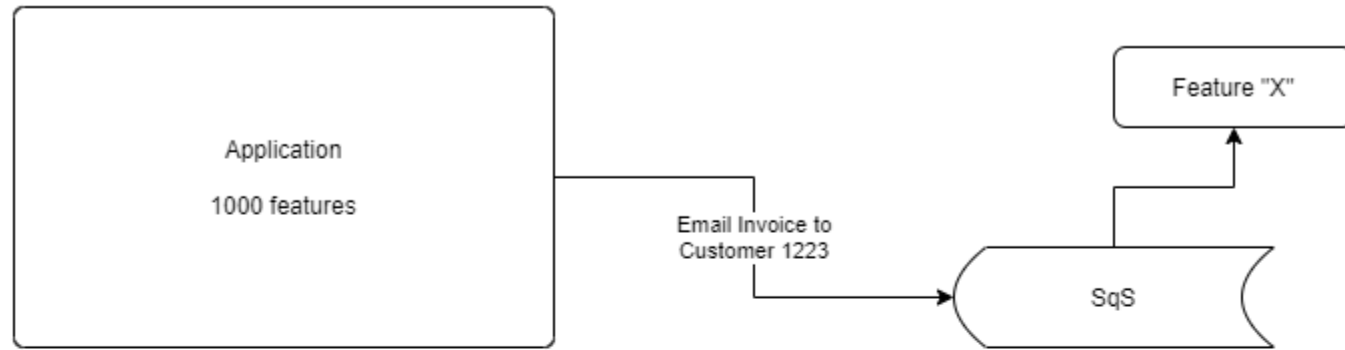 Application
1000 features
Email Invoice to
Customer 1223
Feature "X"
SqS